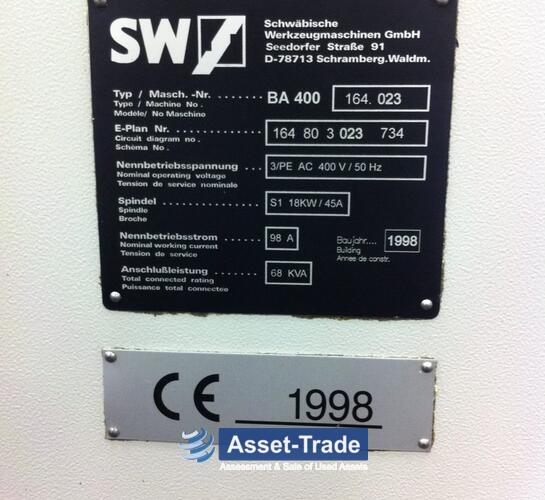 SW
Schwäbische
Werkzeugmaschinen GmbH
Seedorfer Straße 91
D-78713 Schramberg.Waldm.
Typ / Masch. -Nr. ........ BA 400 164. 023
Type / Machine No .
Modéle/ No Maschino
E-Plan Nr. ................ 164 80 3 023 734
Circuit diagram no .
Schéma No .
Nennbetriebsspannung ..... 3/PE AC 400 V / 50 Hz
Nominal operating voltage
Tension de service nominale
Spindel ................... S1 18KW / 45A
Spindle
Broche
Nennbetriebsstrom ....... 98 A
Nominal working current
Tension de service
Baujahr.... 1998
Building
Annee de constr.
Anschlußleistung ........ 68 KVA
Total connected rating
Puissance total connectee
CE 1998
Asset-Trade
Assessment & Sale of Used Assets